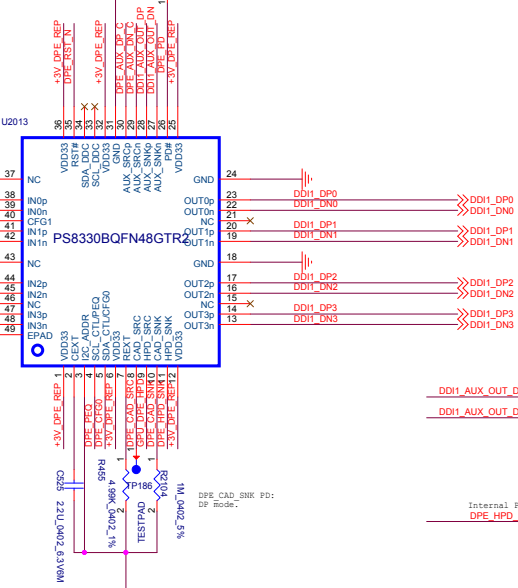 +3V_DPE_REP
DPE_RST_N
+3V_DPE_REP
DPE_AUX_DP_C
DPE_AUX_DN_C
DDI1_AUX_OUT_DP
DDI1_AUX_OUT_DN
DPE_PD
+3V_DPE_REP
36
35
34
33
32
31
30
29
28
27
26
25
U2013
VDD33
RST#
SDA_DDC
SCL_DDC
VDD33
GND
AUX_SRCp
AUX_SRCn
AUX_SNKp
AUX_SNKn
PD#
VDD33
37 NC
38 IN0p
39 IN0n
40 CFG1
41 IN1p
42 IN1n
43 NC
44 IN2p
45 IN2n
46 NC
47 IN3p
48 IN3n
49 EPAD
PS8330BQFN48GTR2
GND 24
OUT0p 23 DDI1_DP0 DDI1_DP0
OUT0n 22 DDI1_DN0 DDI1_DN0
NC 21
OUT1p 20 DDI1_DP1 DDI1_DP1
OUT1n 19 DDI1_DN1 DDI1_DN1
GND 18
OUT2p 17 DDI1_DP2 DDI1_DP2
OUT2n 16 DDI1_DN2 DDI1_DN2
NC 15
OUT3p 14 DDI1_DP3 DDI1_DP3
OUT3n 13 DDI1_DN3 DDI1_DN3
VDD33
CEXT
I2C_ADDR
SCL_CTL/PEQ
SDA_CTL/CFG0
VDD33
REXT
CAD_SRC
HPD_SRC
CAD_SNK
HPD_SNK
VDD33
1
2
3
4
5
6
7
8
9
10
11
12
+3V_DPE_REP
DPE_PEQ
DPE_CFG0
+3V_DPE_REP
DPE_CAD_SRC
GPU_DPE_HPD
DPE_CAD_SNK
DPE_HPD_SNK
+3V_DPE_REP
DDI1_AUX_OUT_D
DDI1_AUX_OUT_D
C525
2.2U_0402_6.3V6M
R455
4.99K_0402_1%
1
2
TP186
TESTPAD
R2104
1M_0402_5%
1
2
DPE_CAD_SNK PD:
DP mode.
Internal P
DPE_HPD_